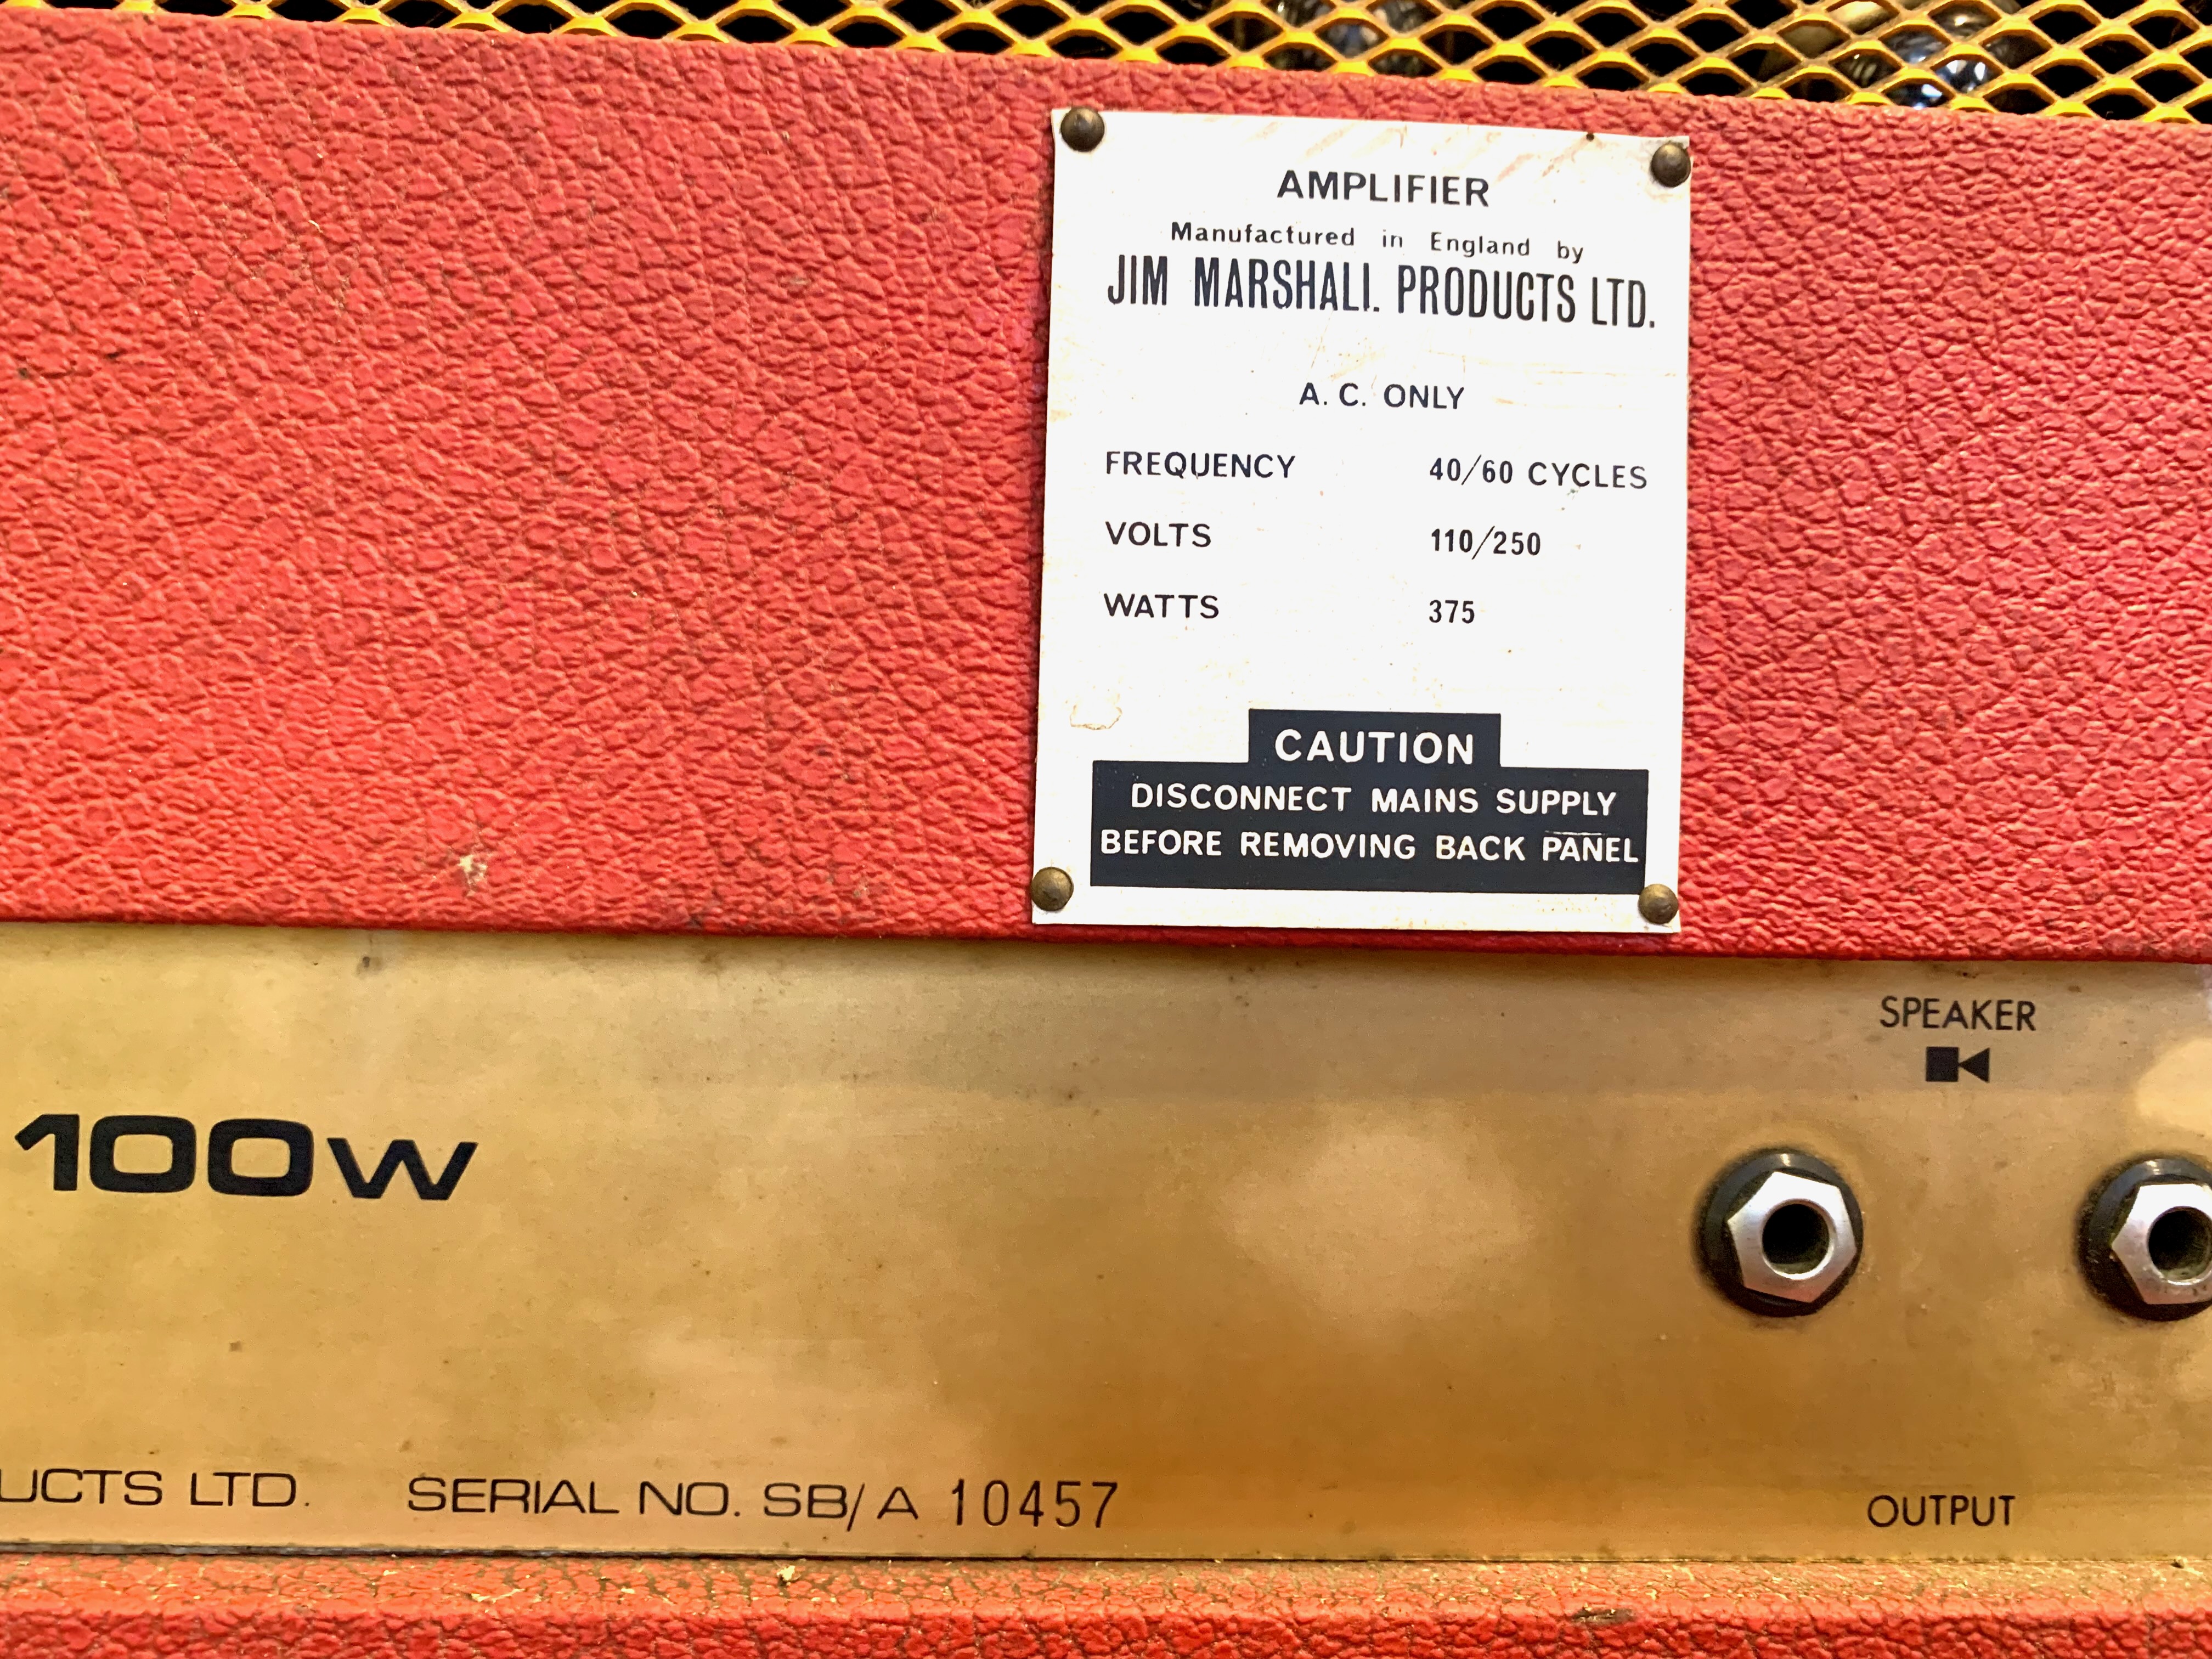 AMPLIFIER
Manufactured in England by
JIM MARSHALL PRODUCTS LTD.
A. C. ONLY
FREQUENCY 40/60 CYCLES
VOLTS 110/250
WATTS 375
CAUTION
DISCONNECT MAINS SUPPLY
BEFORE REMOVING BACK PANEL
SPEAKER
100W
UCTS LTD. SERIAL NO. SB/A 10457
OUTPUT